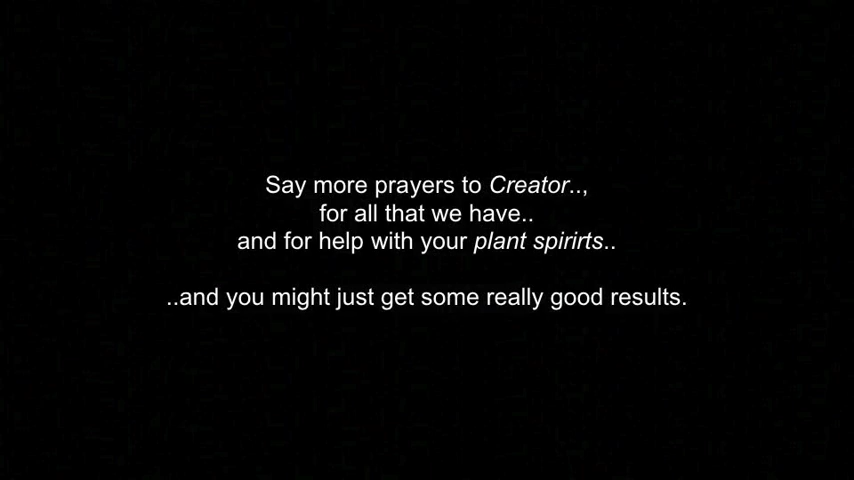 Say more prayers to Creator..,
for all that we have..
and for help with your plant spirirts..
..and you might just get some really good results.